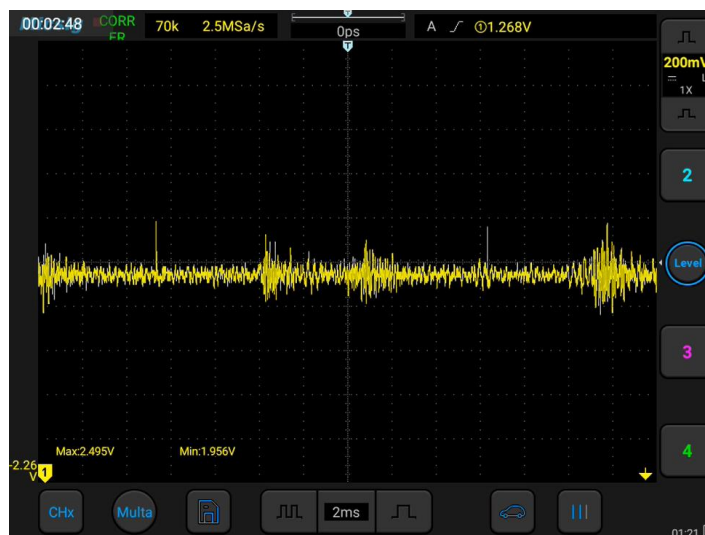 00:02:48 CORR 70k 2.5MSa/s 0ps A ①1.268V
ER
T
200mV
L
1X
2
Level
3
4
Max:2.495V Min:1.956V
-2.26
V 1
CHx Multa 2ms
01:21